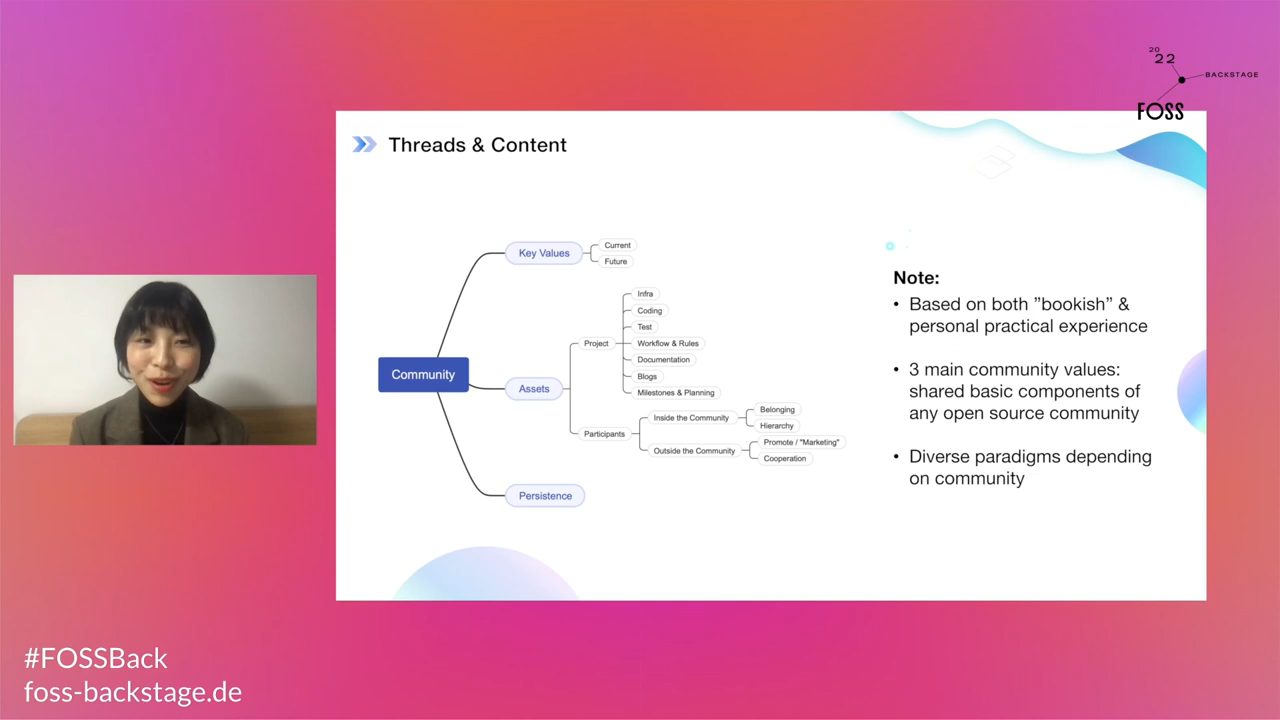 20
22
BACKSTAGE
FOSS
Threads & Content
Community
Key Values
Current
Future
Assets
Project
Infra
Coding
Test
Workflow & Rules
Documentation
Blogs
Milestones & Planning
Participants
Inside the Community
Belonging
Hierarchy
Outside the Community
Promote / "Marketing"
Cooperation
Persistence
Note:
• Based on both ”bookish” &
personal practical experience
• 3 main community values:
shared basic components of
any open source community
• Diverse paradigms depending
on community
#FOSSBack
foss-backstage.de